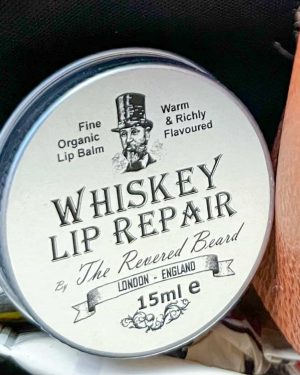 Fine
Organic
Lip Balm
Warm
& Richly
Flavoured
WHISKEY
LIP REPAIR
By The Revered Beard
LONDON - ENGLAND
15ml e